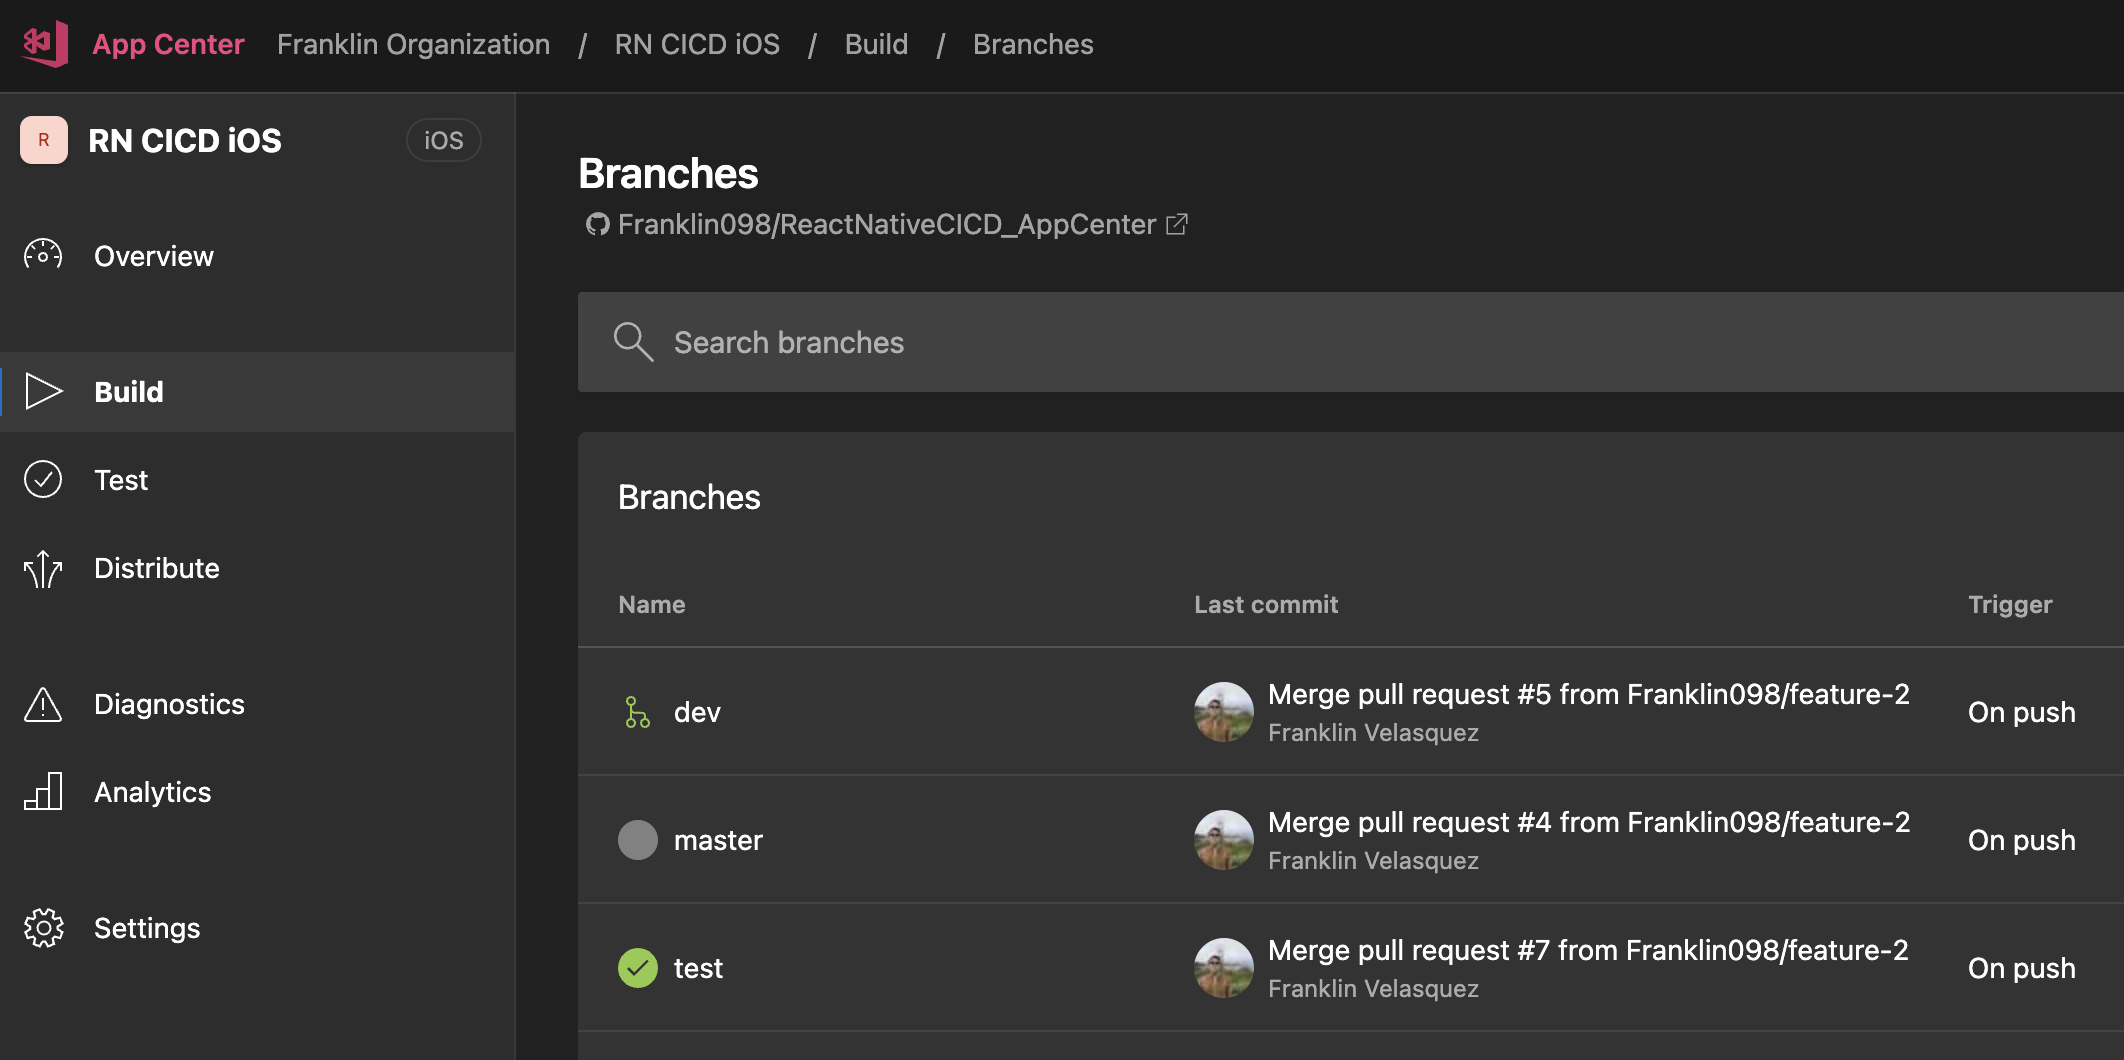 App Center Franklin Organization / RN CICD iOS / Build / Branches
R RN CICD iOS iOS
Overview
Build
Test
Distribute
Diagnostics
Analytics
Settings
Branches
Franklin098/ReactNativeCICD_AppCenter
Search branches
Branches
Name Last commit Trigger
dev Merge pull request #5 from Franklin098/feature-2 On push
Franklin Velasquez
master Merge pull request #4 from Franklin098/feature-2 On push
Franklin Velasquez
test Merge pull request #7 from Franklin098/feature-2 On push
Franklin Velasquez